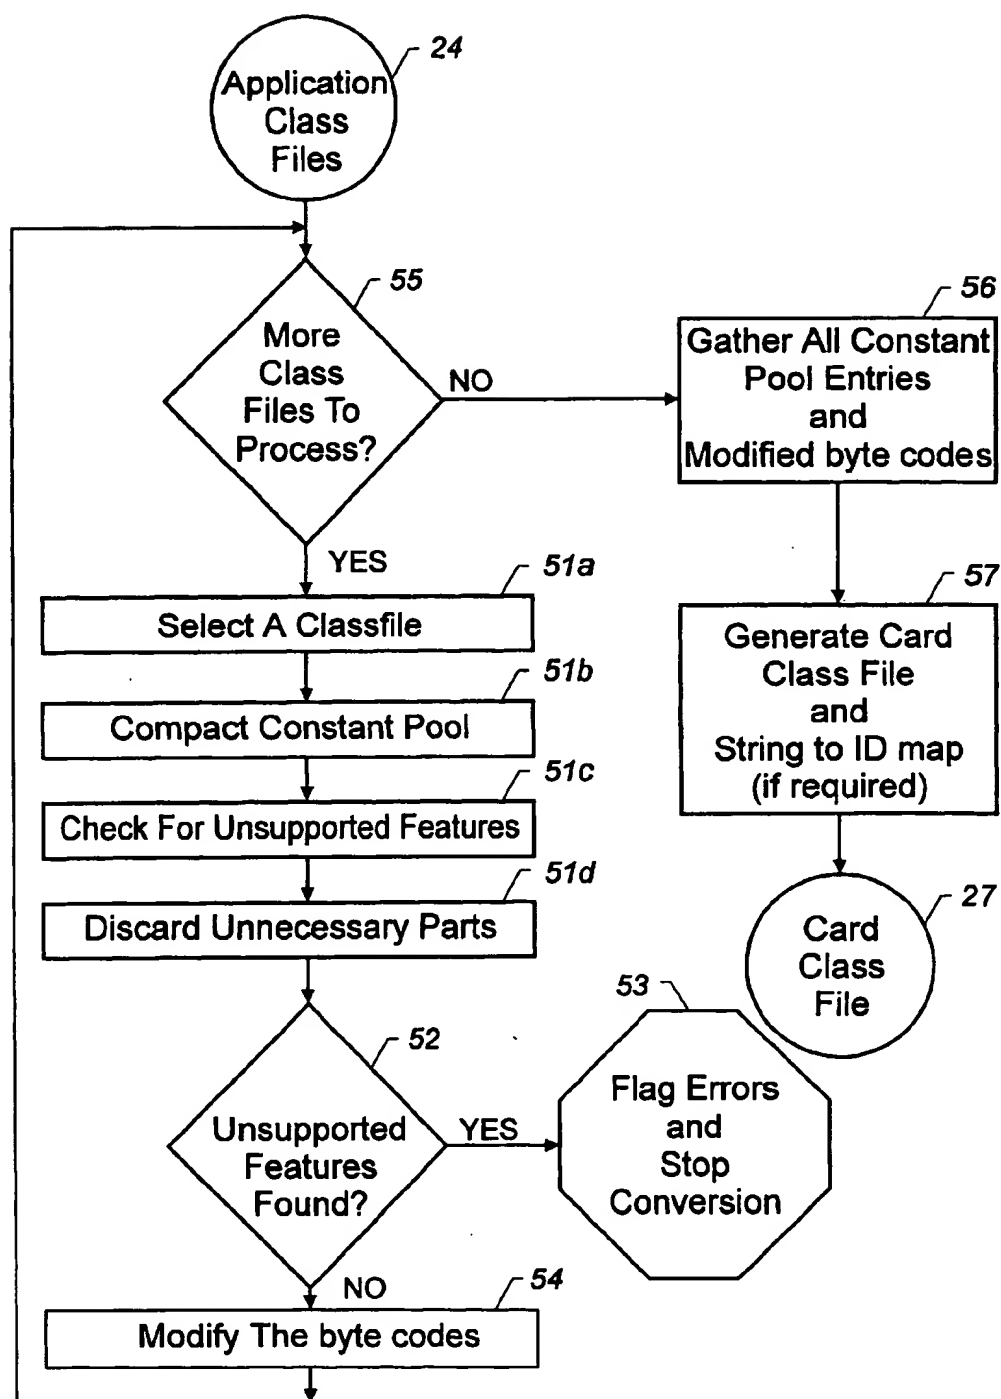 24
Application
Class
Files
55
More
Class
Files To
Process?
NO
YES
56
Gather All Constant
Pool Entries
and
Modified byte codes
51a
Select A Classfile
57
Generate Card
Class File
and
String to ID map
(if required)
51b
Compact Constant Pool
51c
Check For Unsupported Features
51d
Discard Unnecessary Parts
27
Card
Class
File
52
Unsupported
Features
Found?
YES
NO
53
Flag Errors
and
Stop
Conversion
54
Modify The byte codes